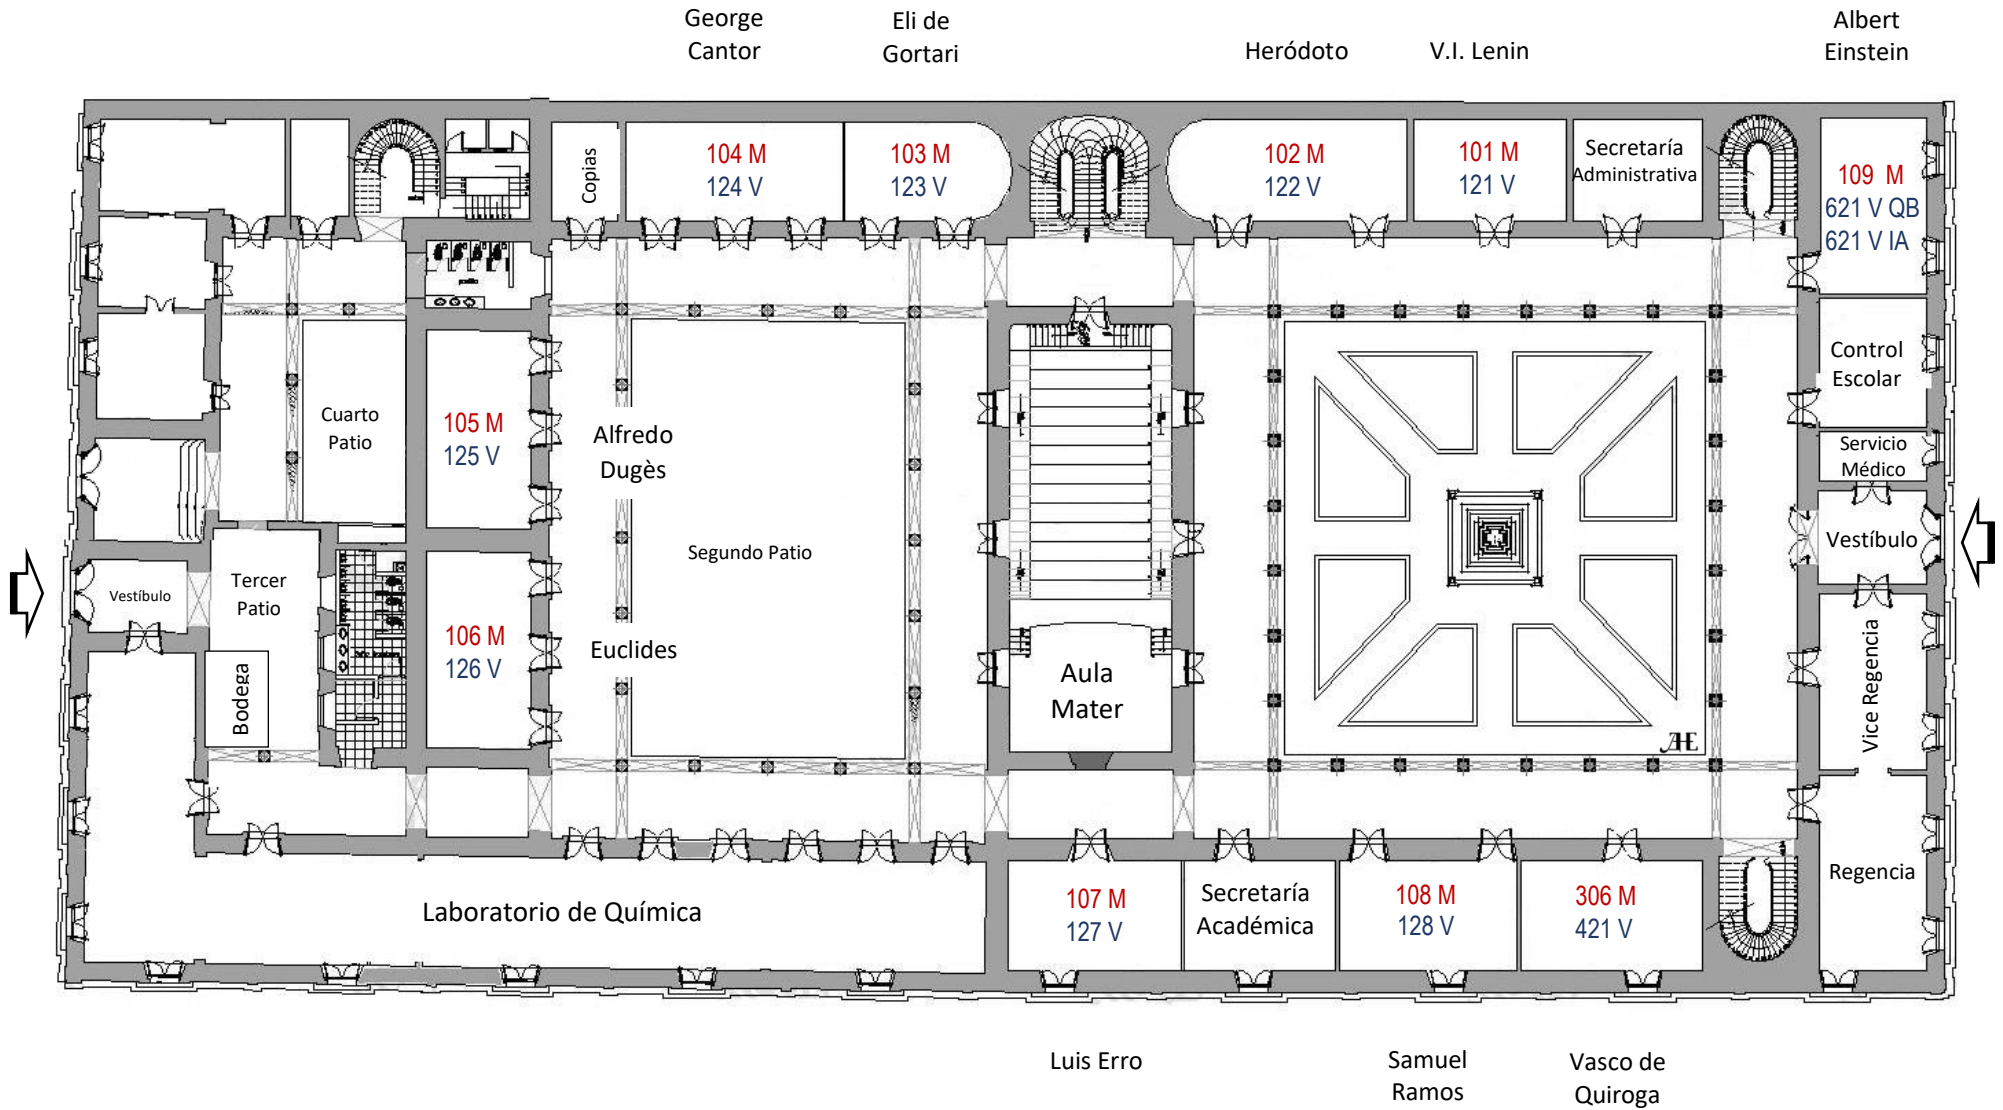 George
Cantor
Eli de
Gortari
Heródoto
V.I. Lenin
Albert
Einstein
Copias
104 M
124 V
103 M
123 V
102 M
122 V
101 M
121 V
Secretaría
Administrativa
109 M
621 V QB
621 V IA
Control
Escolar
Servicio
Médico
Vestíbulo
Vice Regencia
Regencia
Cuarto
Patio
105 M
125 V
Alfredo
Dugès
Segundo Patio
Vestíbulo
Tercer
Patio
Bodega
106 M
126 V
Euclides
Aula
Mater
AHE
Laboratorio de Química
107 M
127 V
Secretaría
Académica
108 M
128 V
306 M
421 V
Luis Erro
Samuel
Ramos
Vasco de
Quiroga